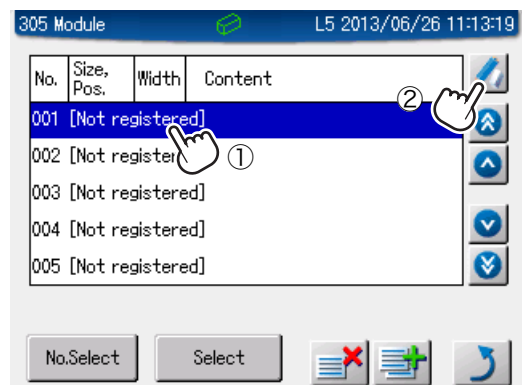 305 Module L5 2013/06/26 11:13:19
No. Size, Pos. Width Content
②
001 [Not registered]
002 [Not register
①
003 [Not registered]
004 [Not registered]
005 [Not registered]
No.Select Select